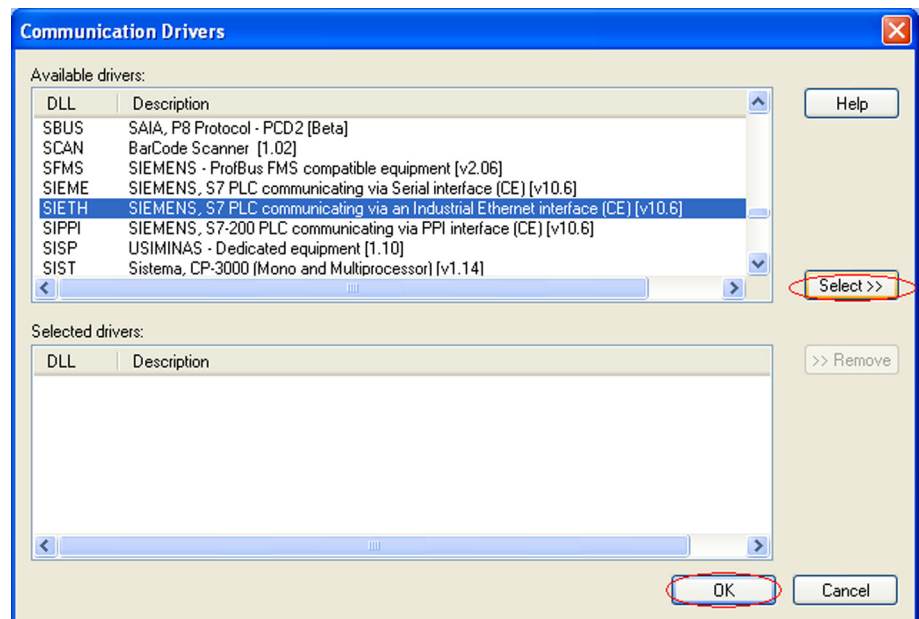 Communication Drivers
Available drivers:
DLL Description
Help
SBUS SAIA, P8 Protocol - PCD2 [Beta]
SCAN BarCode Scanner [1.02]
SFMS SIEMENS - ProfBus FMS compatible equipment [v2.06]
SIEME SIEMENS, S7 PLC communicating via Serial interface (CE) [v10.6]
SIETH SIEMENS, S7 PLC communicating via an Industrial Ethernet interface (CE) [v10.6]
SIPPI SIEMENS, S7-200 PLC communicating via PPI interface (CE) [v10.6]
SISP USIMINAS - Dedicated equipment [1.10]
SIST Sistema, CP-3000 (Mono and Multiprocessor) [v1.14]
Select >>
Selected drivers:
DLL Description
>> Remove
OK Cancel